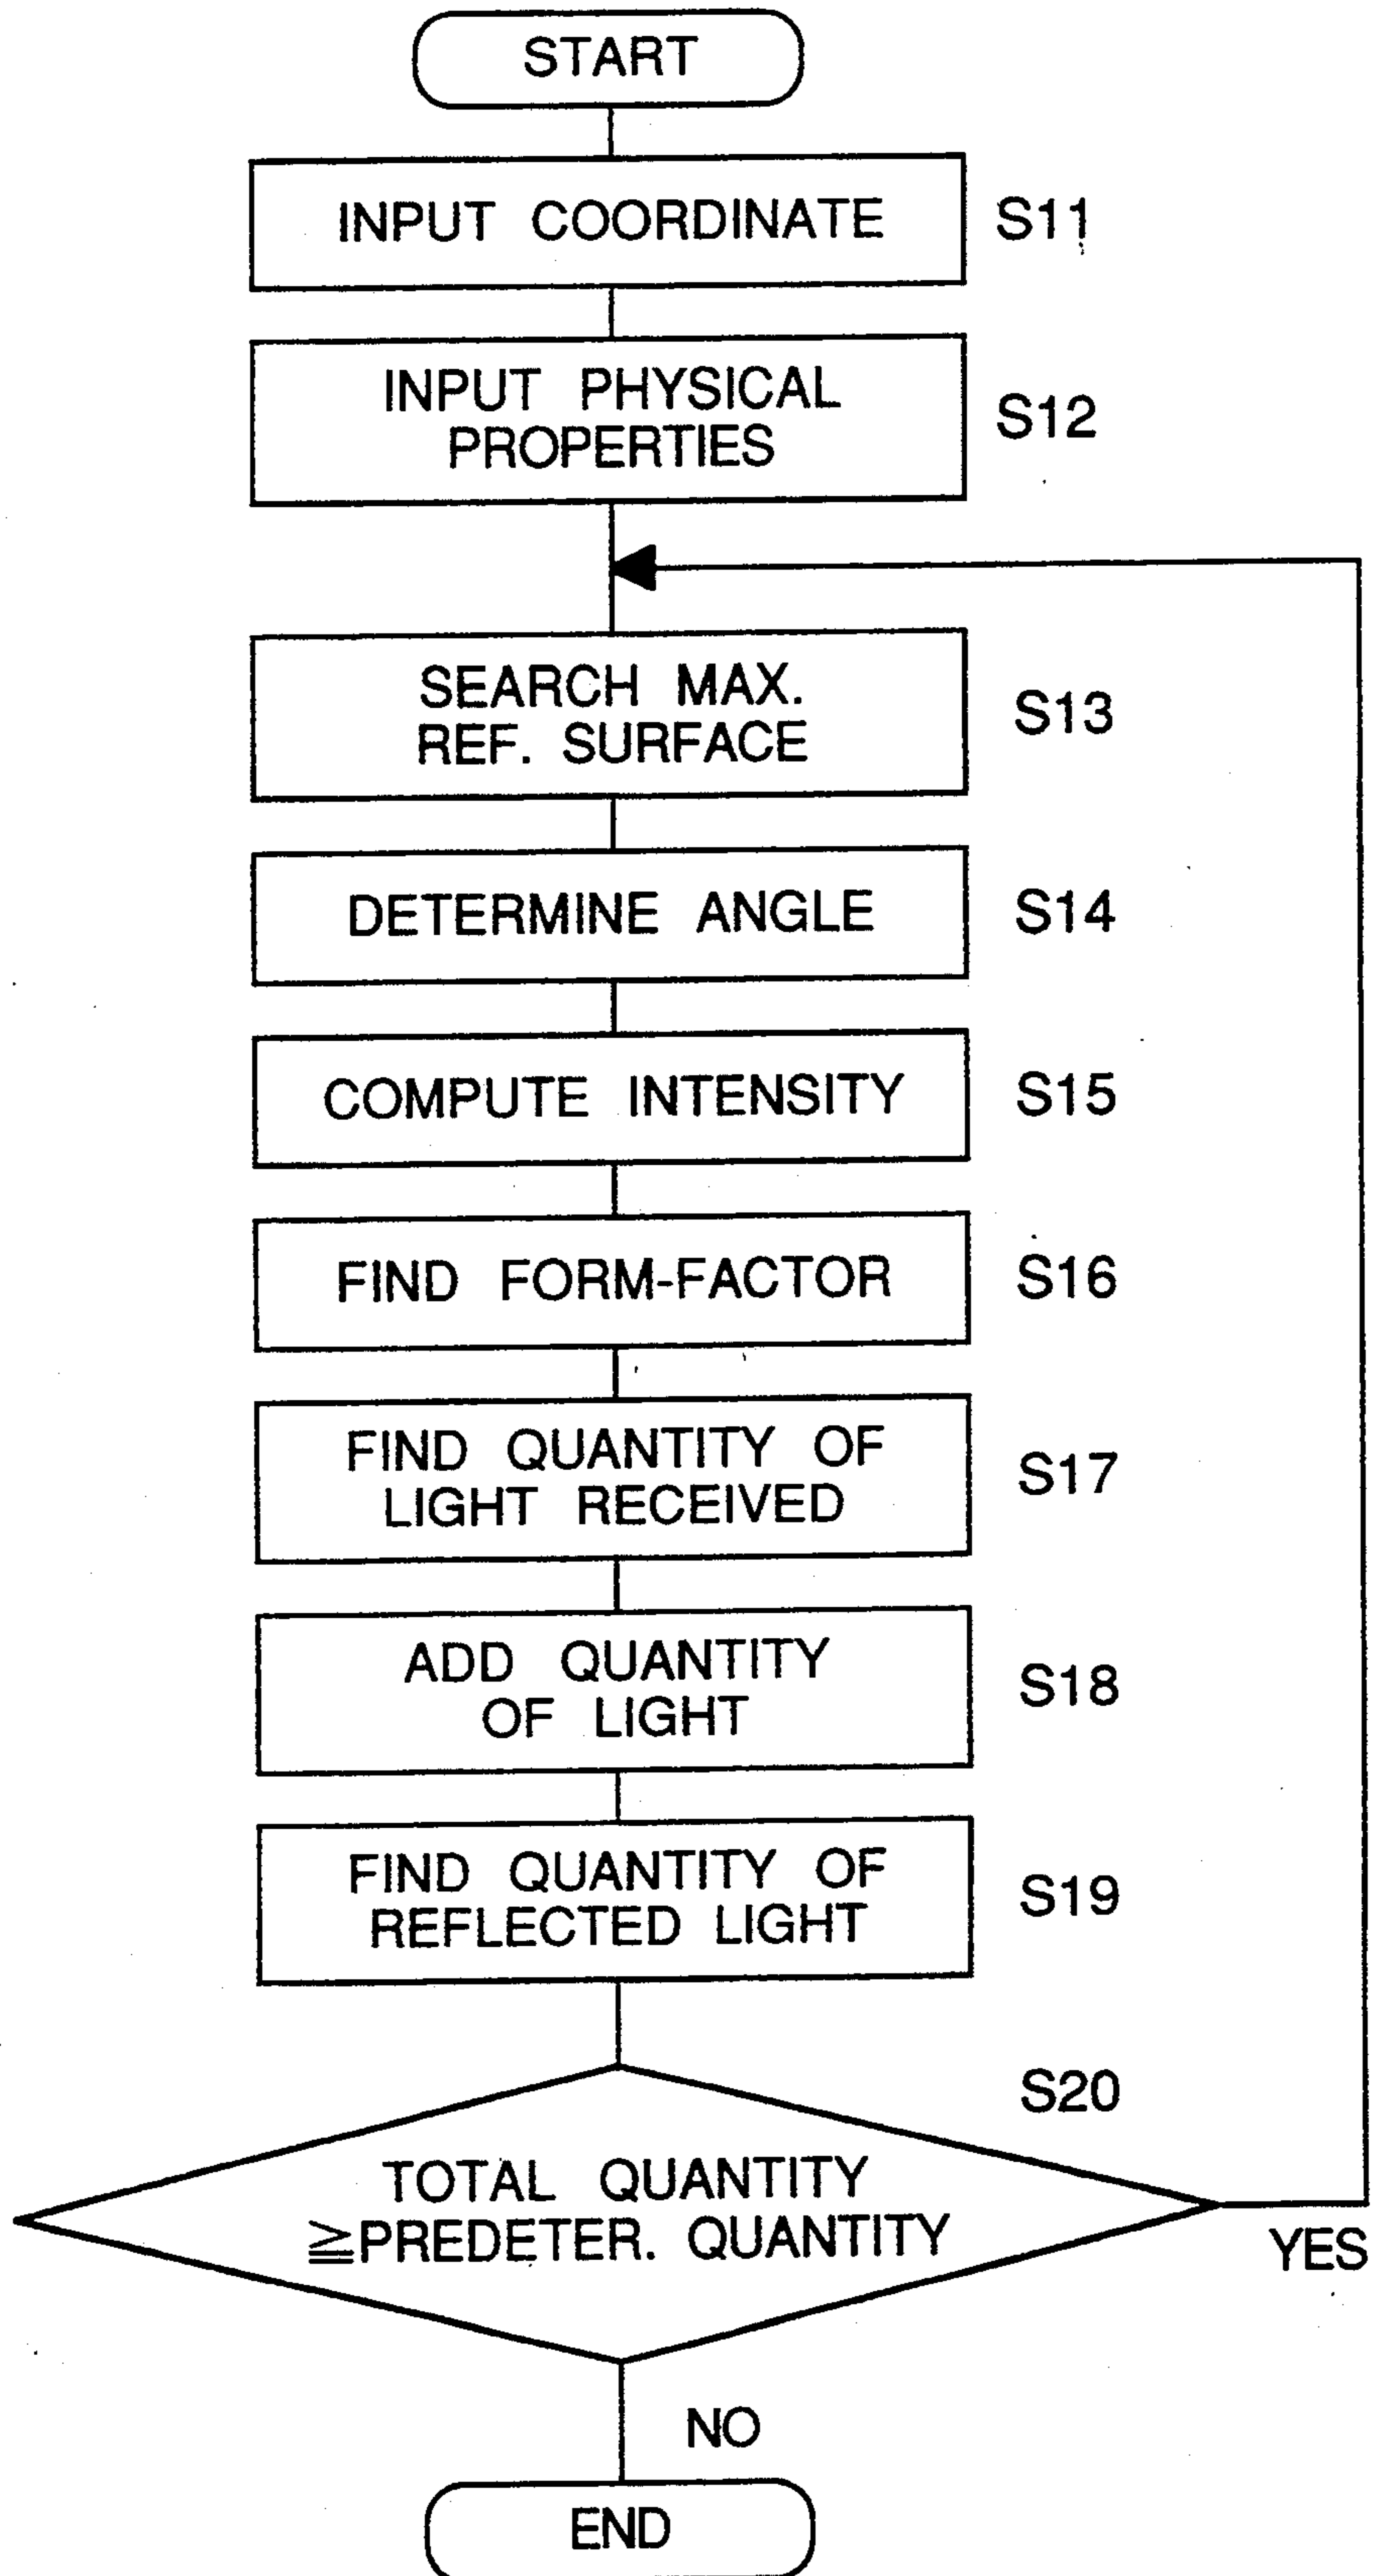 START
INPUT COORDINATE S11
INPUT PHYSICAL
PROPERTIES
S12
SEARCH MAX.
REF. SURFACE
S13
DETERMINE ANGLE S14
COMPUTE INTENSITY S15
FIND FORM-FACTOR S16
FIND QUANTITY OF
LIGHT RECEIVED
S17
ADD QUANTITY
OF LIGHT
S18
FIND QUANTITY OF
REFLECTED LIGHT
S19
S20
TOTAL QUANTITY
≧PREDETER. QUANTITY
YES
NO
END